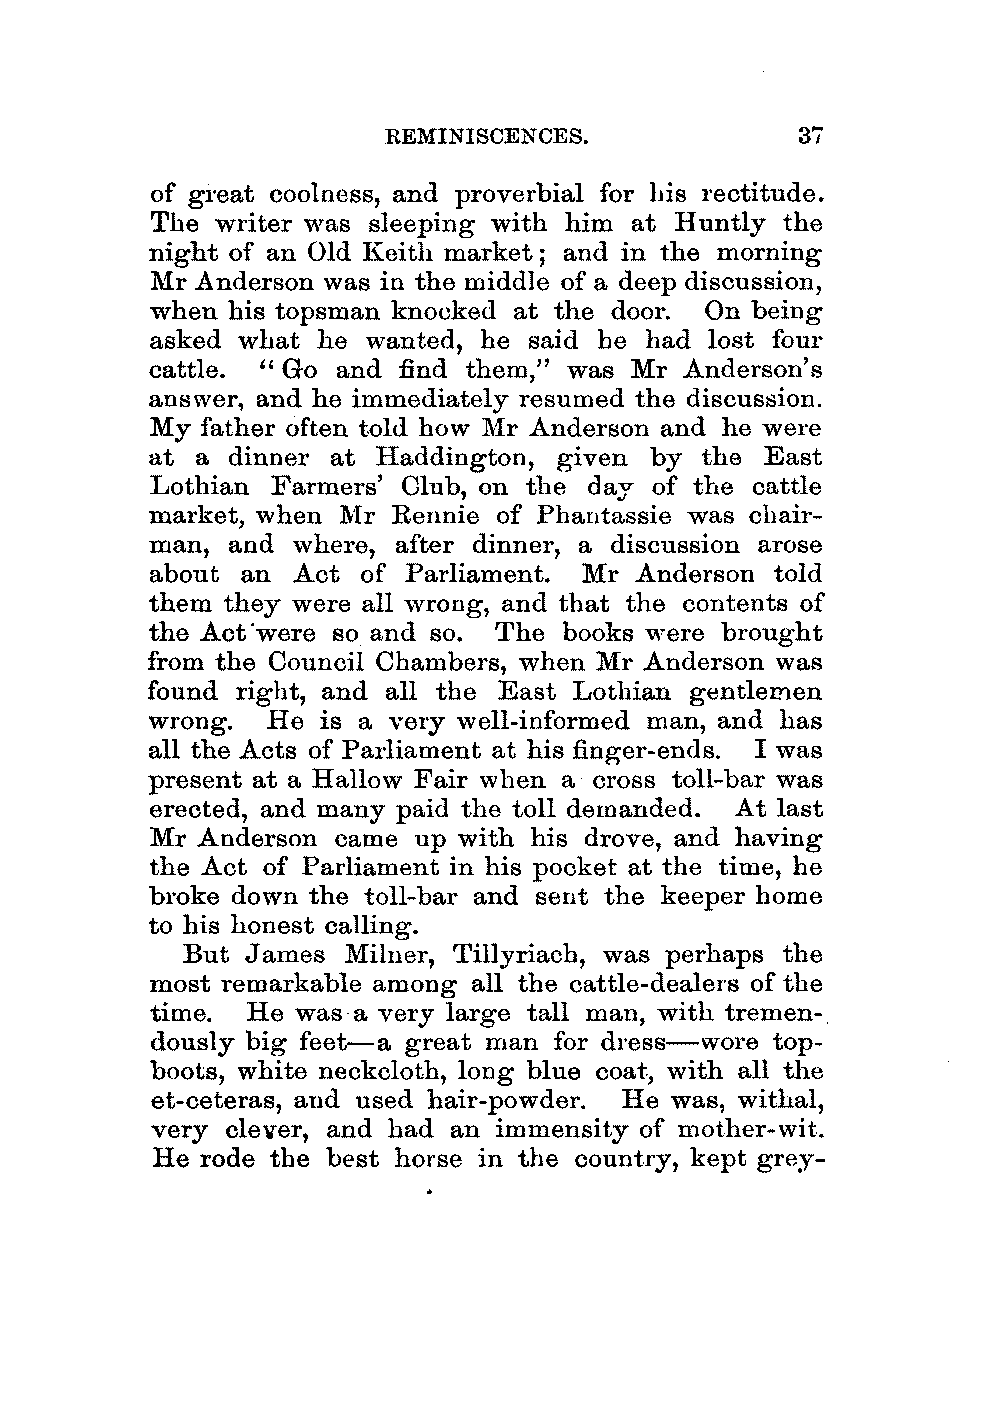 REMINISCENCES. 37
of great coolness, and proverbial for his rectitude.
The writer was sleeping with him at Huntly the
night of an Old Keith market; and in the morning
Mr Anderson was in the middle of a deep discussion,
when his topsman knocked at the door. On being
asked what he wanted, he said he had lost four
cattle. “Go and find them,” was Mr Anderson's
answer, and he immediately resumed the discussion.
My father often told how Mr Anderson and he were
at a dinner at Haddington, given by the East
Lothian Farmers' Club, on the day of the cattle
market, when Mr Rennie of Phantassie was chair-
man, and where, after dinner, a discussion arose
about an Act of Parliament. Mr Anderson told
them they were all wrong, and that the contents of
the Act were so and so. The books were brought
from the Council Chambers, when Mr Anderson was
found right, and all the East Lothian gentlemen
wrong. He is a very well-informed man, and has
all the Acts of Parliament at his finger-ends. I was
present at a Hallow Fair when a cross toll-bar was
erected, and many paid the toll demanded. At last
Mr Anderson came up with his drove, and having
the Act of Parliament in his pocket at the time, he
broke down the toll-bar and sent the keeper home
to his honest calling.
But James Milner, Tillyriach, was perhaps the
most remarkable among all the cattle-dealers of the
time. He was a very large tall man, with tremen-
dously big feet—a great man for dress—wore top-
boots, white neckcloth, long blue coat, with all the
et-ceteras, and used hair-powder. He was, withal,
very clever, and had an immensity of mother-wit.
He rode the best horse in the country, kept grey-